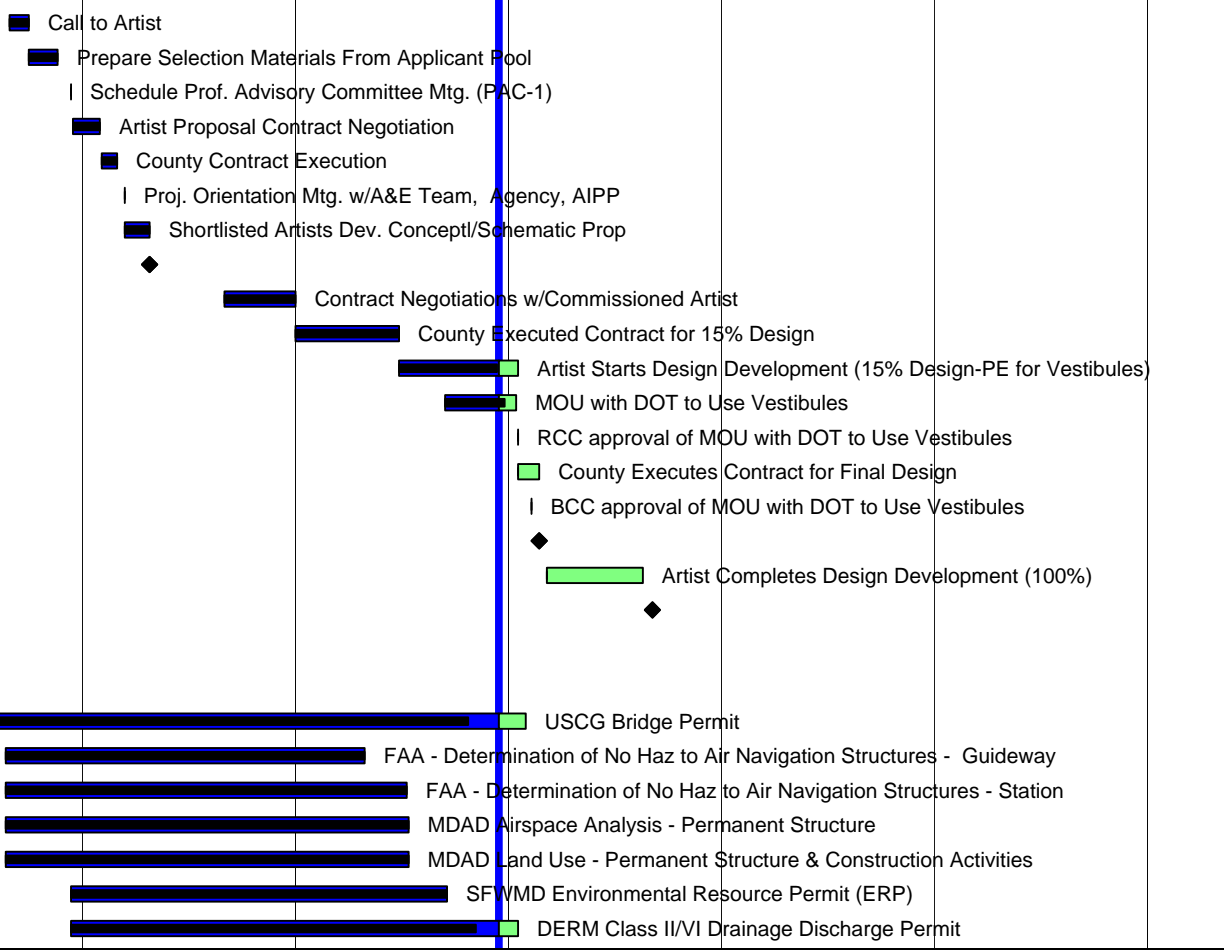 Call to Artist
Prepare Selection Materials From Applicant Pool
Schedule Prof. Advisory Committee Mtg. (PAC-1)
Artist Proposal Contract Negotiation
County Contract Execution
Proj. Orientation Mtg. w/A&E Team,  Agency, AIPP
Shortlisted Artists Dev. Conceptl/Schematic Prop
Contract Negotiations w/Commissioned Artist
County Executed Contract for 15% Design
Artist Starts Design Development (15% Design-PE for Vestibules)
MOU with DOT to Use Vestibules
RCC approval of MOU with DOT to Use Vestibules
County Executes Contract for Final Design
BCC approval of MOU with DOT to Use Vestibules
Artist Completes Design Development (100%)
USCG Bridge Permit
FAA - Determination of No Haz to Air Navigation Structures -  Guideway
FAA - Determination of No Haz to Air Navigation Structures - Station
MDAD Airspace Analysis - Permanent Structure
MDAD Land Use - Permanent Structure & Construction Activities
SFWMD Environmental Resource Permit (ERP)
DERM Class II/VI Drainage Discharge Permit